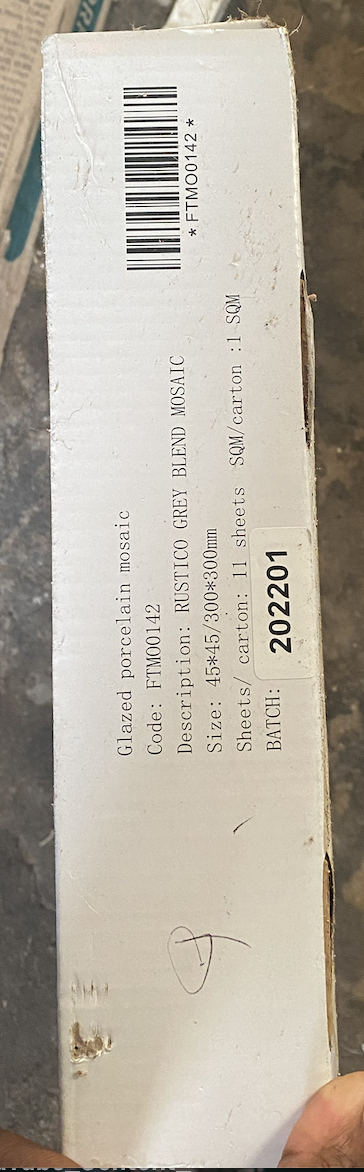 * FTMO0142 *
Glazed porcelain mosaic
Code: FTMO0142
Description: RUSTICO GREY BLEND MOSAIC
Size: 45*45/300*300mm
Sheets/ carton: 11 sheets SQM/carton :1 SQM
BATCH: 202201